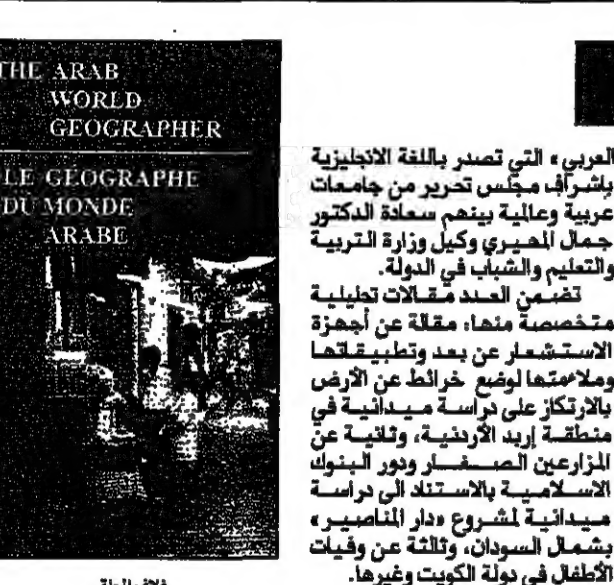 THE ARAB
WORLD
GEOGRAPHER
LE GÉOGRAPHE
DU MONDE
ARABE
العربي» التي تصدر باللغة الانجليزية
باشراف مجلس تحرير من جامعات
عربية وعالمية بينهم سعادة الدكتور
جمال المهيري وكيل وزارة التربية
والتعليم والشباب في الدولة.
تضمن العدد مقالات تحليلية
متخصصة منها، مقالة عن أجهزة
الاستشعار عن بعد وتطبيقاتها
وملاءمتها لوضع خرائط عن الأرض
بالارتكاز على دراسة ميدانية في
منطقة إربد الأردنية، وثانية عن
المزارعين الصغار ودور البنوك
الاسلامية بالاستناد الى دراسة
ميدانية لمشروع «دار المناصير»
بشمال السودان، وثالثة عن وفيات
الأطفال في دولة الكويت وغيرها.
غلاف المجلة